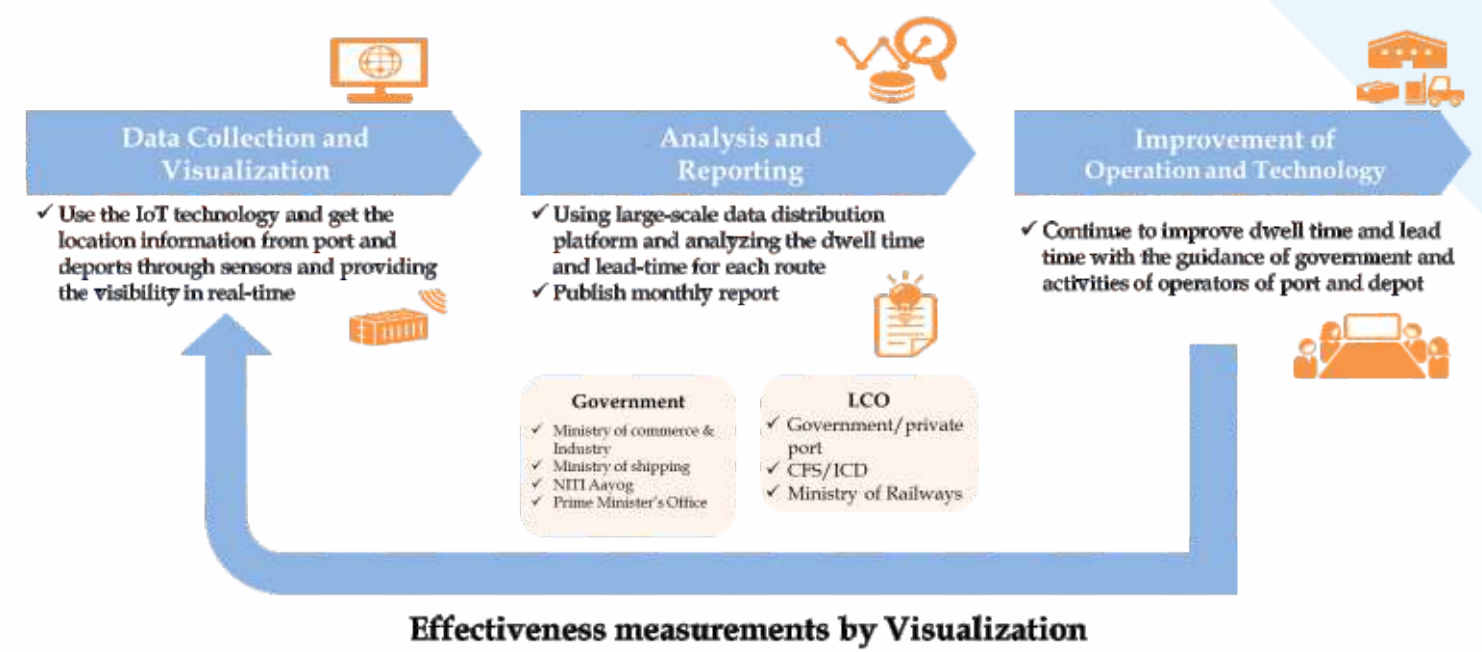 Data Collection and
Visualization
✓ Use the IoT technology and get the
location information from port and
deports through sensors and providing
the visibility in real-time
Analysis and
Reporting
✓ Using large-scale data distribution
platform and analyzing the dwell time
and lead-time for each route
✓ Publish monthly report
Government
✓ Ministry of commerce &
Industry
✓ Ministry of shipping
✓ NITI Aayog
✓ Prime Minister's Office
LCO
✓ Government/private
port
✓ CFS/ICD
✓ Ministry of Railways
Improvement of
Operation and Technology
✓ Continue to improve dwell time and lead
time with the guidance of government and
activities of operators of port and depot
Effectiveness measurements by Visualization